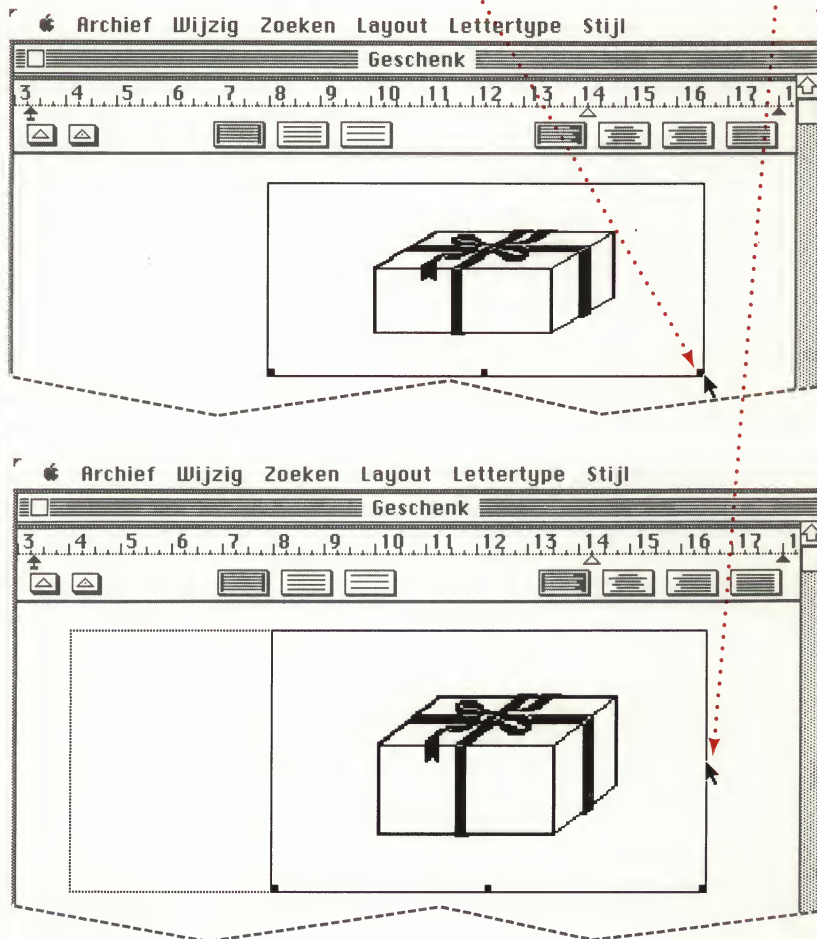 Archief Wijzig Zoeken Layout Lettertype Stijl
Geschenk
3 4 5 6 7 8 9 10 11 12 13 14 15 16 17 1
Archief Wijzig Zoeken Layout Lettertype Stijl
Geschenk
3 4 5 6 7 8 9 10 11 12 13 14 15 16 17 1